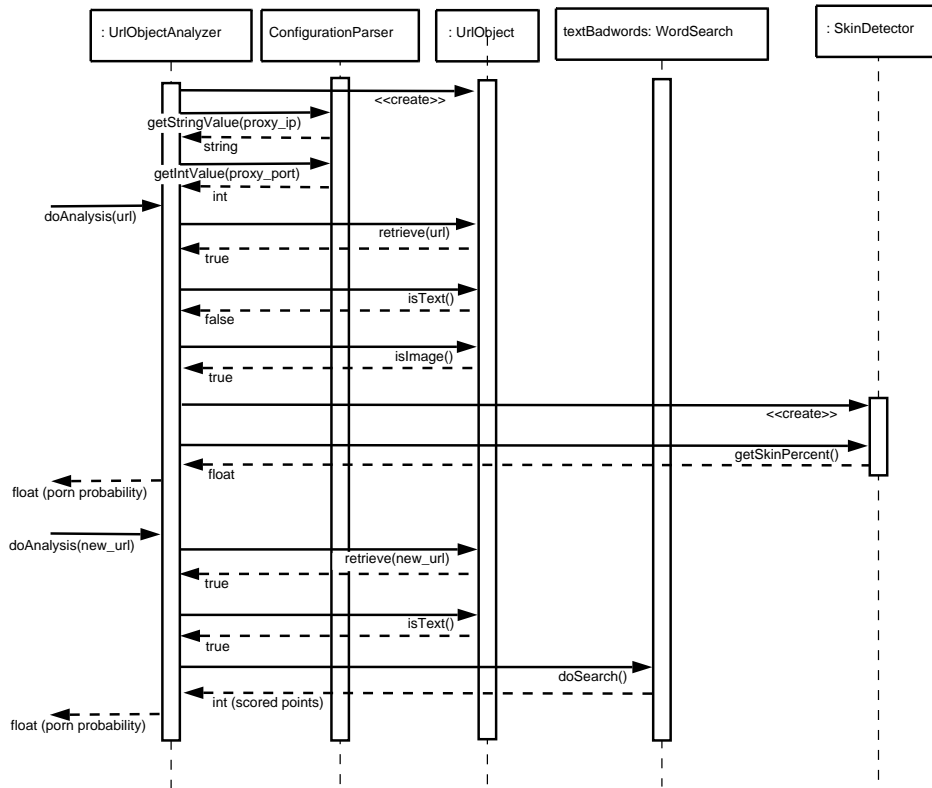 : UrlObjectAnalyzer
ConfigurationParser
: UrlObject
textBadwords: WordSearch
: SkinDetector
<<create>>
getStringValue(proxy_ip)
string
getIntValue(proxy_port)
int
doAnalysis(url)
retrieve(url)
true
isText()
false
isImage()
true
<<create>>
getSkinPercent()
float
float (porn probability)
doAnalysis(new_url)
retrieve(new_url)
true
isText()
true
doSearch()
int (scored points)
float (porn probability)